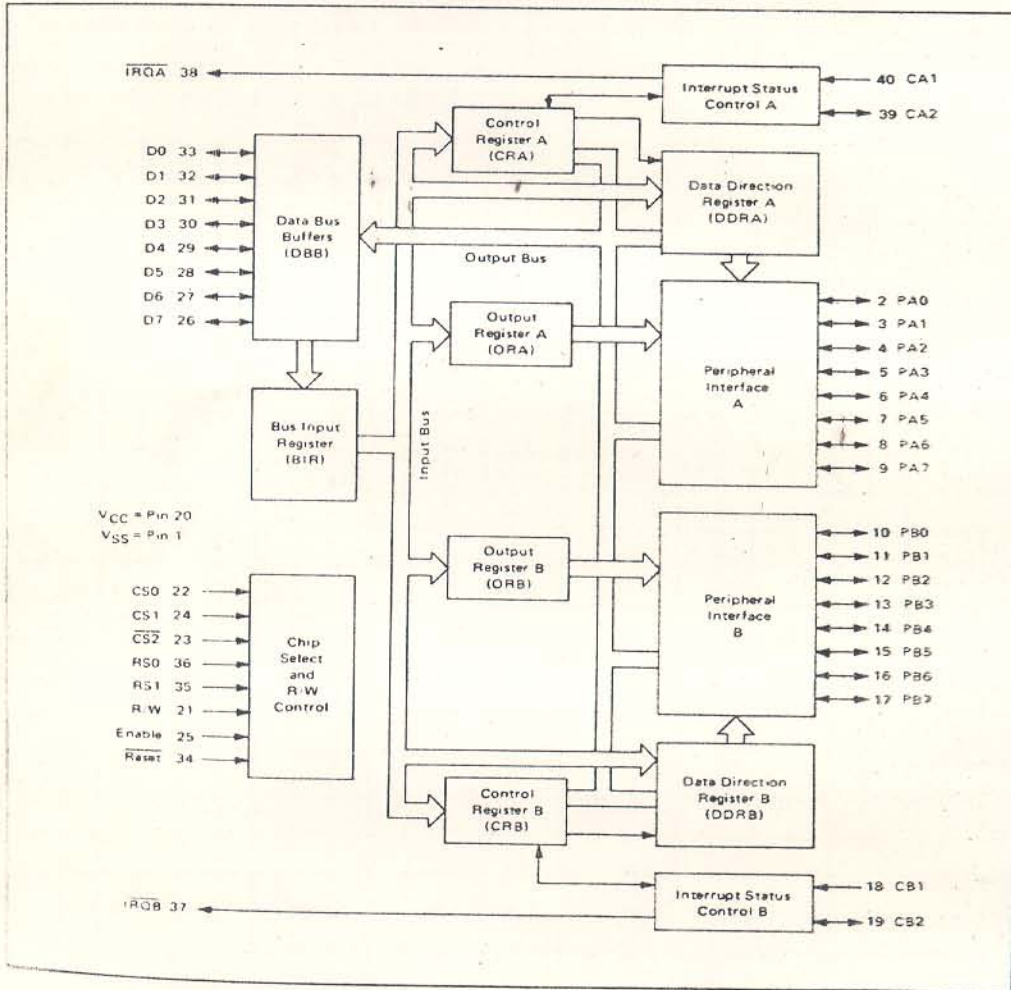 IRQA 38
Interrupt Status
Control A
40 CA1
39 CA2
Control
Register A
(CRA)
D0 33
D1 32
D2 31
D3 30
D4 29
D5 28
D6 27
D7 26
Data Bus
Buffers
(DBB)
Data Direction
Register A
(DDRA)
Output Bus
Output
Register A
(ORA)
Peripheral
Interface
A
2 PA0
3 PA1
4 PA2
5 PA3
6 PA4
7 PA5
8 PA6
9 PA7
Bus Input
Register
(BIR)
Input Bus
VCC = Pin 20
VSS = Pin 1
Output
Register B
(ORB)
Peripheral
Interface
B
10 PB0
11 PB1
12 PB2
13 PB3
14 PB4
15 PB5
16 PB6
17 PB7
CS0 22
CS1 24
CS2 23
RS0 36
RS1 35
R/W 21
Enable 25
Reset 34
Chip
Select
and
R/W
Control
Control
Register B
(CRB)
Data Direction
Register B
(DDRB)
IRQB 37
Interrupt Status
Control B
18 CB1
19 CB2